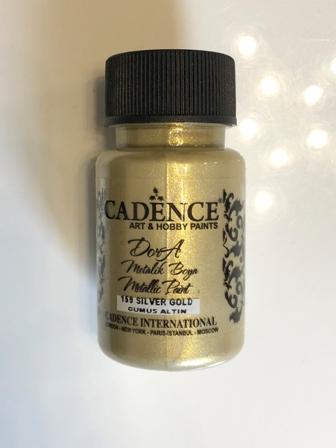 CADENCE®
ART & HOBBY PAINTS
DorA
Metalik Boya
Metallic Paint
159 SILVER GOLD
GUMUS ALTIN
CADENCE INTERNATIONAL
LONDON-NEW YORK - PARIS-ISTANBUL - MOSCOW